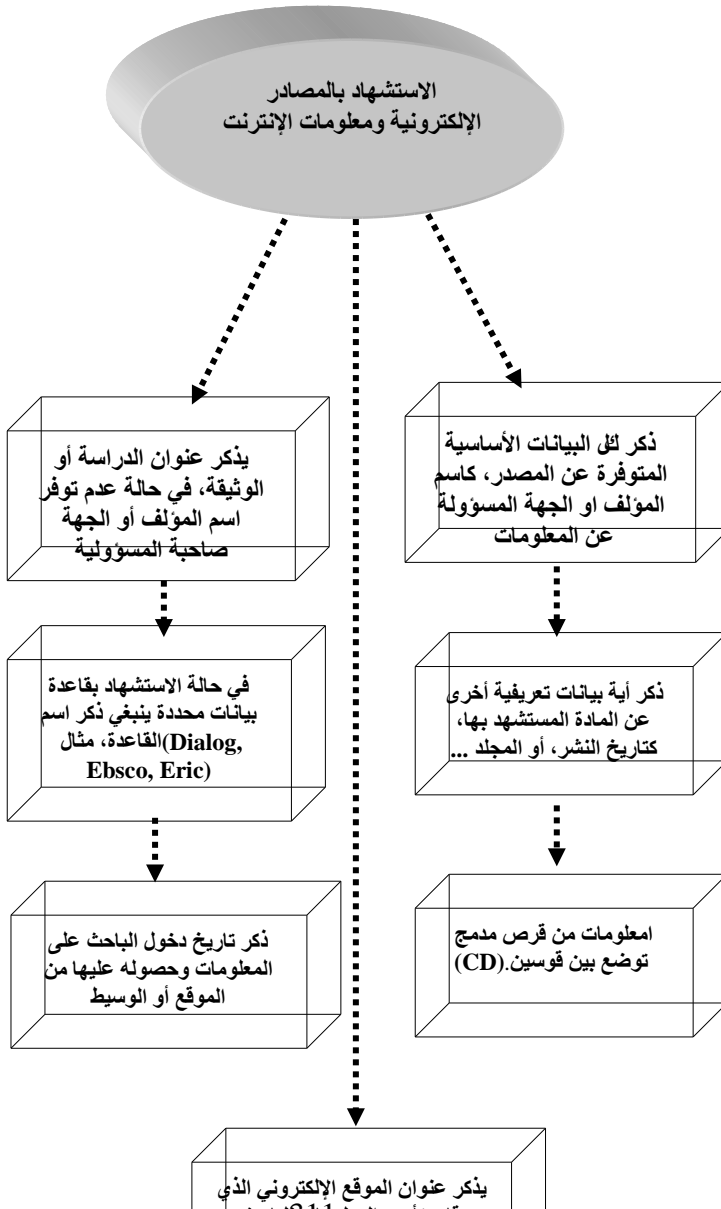 الاستشهاد بالمصادر
الإلكترونية ومعلومات الإنترنت
ذكر لكل البيانات الأساسية
المتوفرة عن المصدر، كاسم
المؤلف او الجهة المسؤولة
عن المعلومات
ذكر أية بيانات تعريفية أخرى
عن المادة المستشهد بها،
كتاريخ النشر، أو المجلد ...
امعلومات من قرص مدمج
توضع بين قوسين.(CD)
يذكر عنوان الدراسة أو
الوثيقة، في حالة عدم توفر
اسم المؤلف أو الجهة
صاحبة المسؤولية
في حالة الاستشهاد بقاعدة
بيانات محددة ينبغي ذكر اسم
القاعدة، مثال(Dialog,
Ebsco, Eric)
ذكر تاريخ دخول الباحث على
المعلومات وحصوله عليها من
الموقع أو الوسيط
يذكر عنوان الموقع الإلكتروني الذي